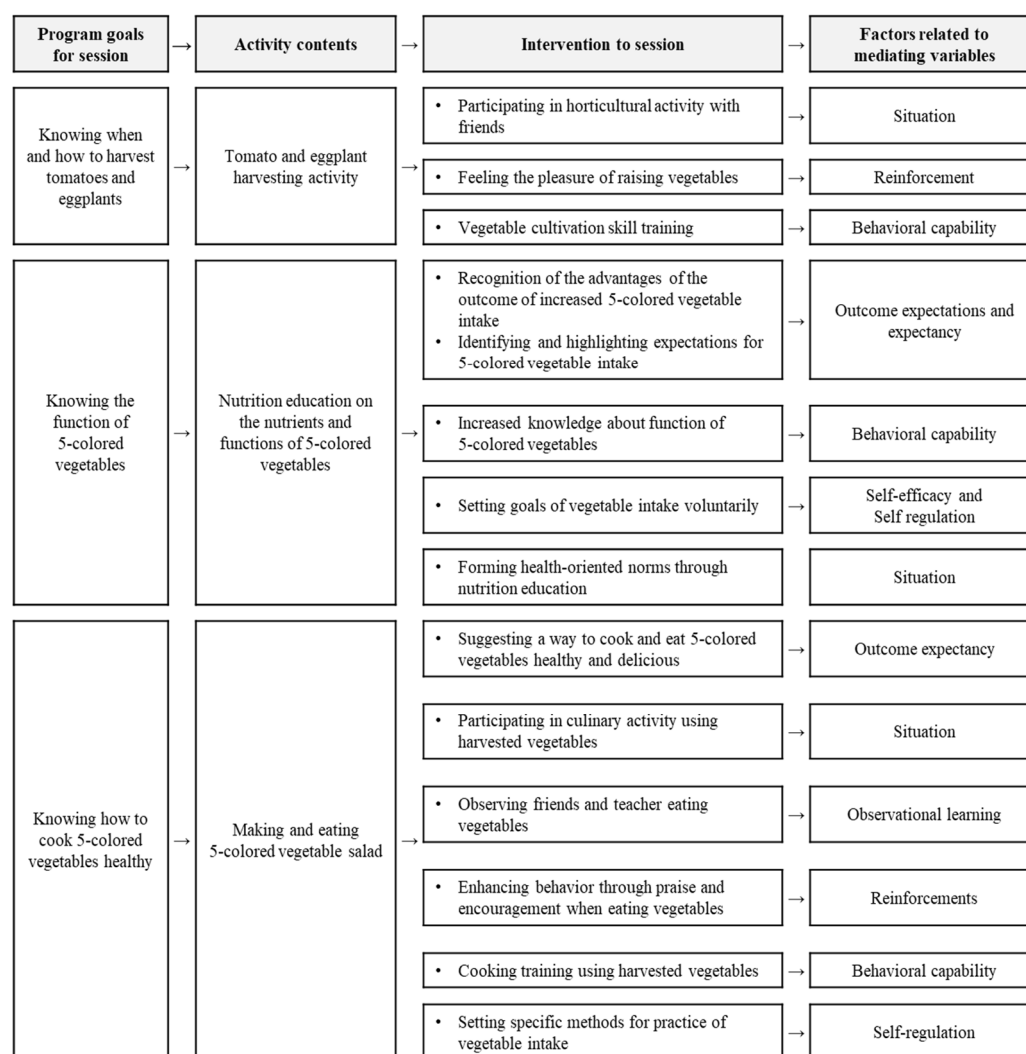 Program goals
for session
→
Activity contents
→
Intervention to session
→
Factors related to
mediating variables
Knowing when
and how to harvest
tomatoes and
eggplants
→
Tomato and eggplant
harvesting activity
→
• Participating in horticultural activity with
friends
→
Situation
• Feeling the pleasure of raising vegetables
→
Reinforcement
• Vegetable cultivation skill training
→
Behavioral capability
Knowing the
function of
5-colored
vegetables
→
Nutrition education on
the nutrients and
functions of 5-colored
vegetables
→
• Recognition of the advantages of the
outcome of increased 5-colored vegetable
intake
• Identifying and highlighting expectations for
5-colored vegetable intake
→
Outcome expectations and
expectancy
• Increased knowledge about function of
5-colored vegetables
→
Behavioral capability
• Setting goals of vegetable intake voluntarily
→
Self-efficacy and
Self regulation
• Forming health-oriented norms through
nutrition education
→
Situation
Knowing how to
cook 5-colored
vegetables healthy
→
Making and eating
5-colored vegetable salad
→
• Suggesting a way to cook and eat 5-colored
vegetables healthy and delicious
→
Outcome expectancy
• Participating in culinary activity using
harvested vegetables
→
Situation
• Observing friends and teacher eating
vegetables
→
Observational learning
• Enhancing behavior through praise and
encouragement when eating vegetables
→
Reinforcements
• Cooking training using harvested vegetables
→
Behavioral capability
• Setting specific methods for practice of
vegetable intake
→
Self-regulation